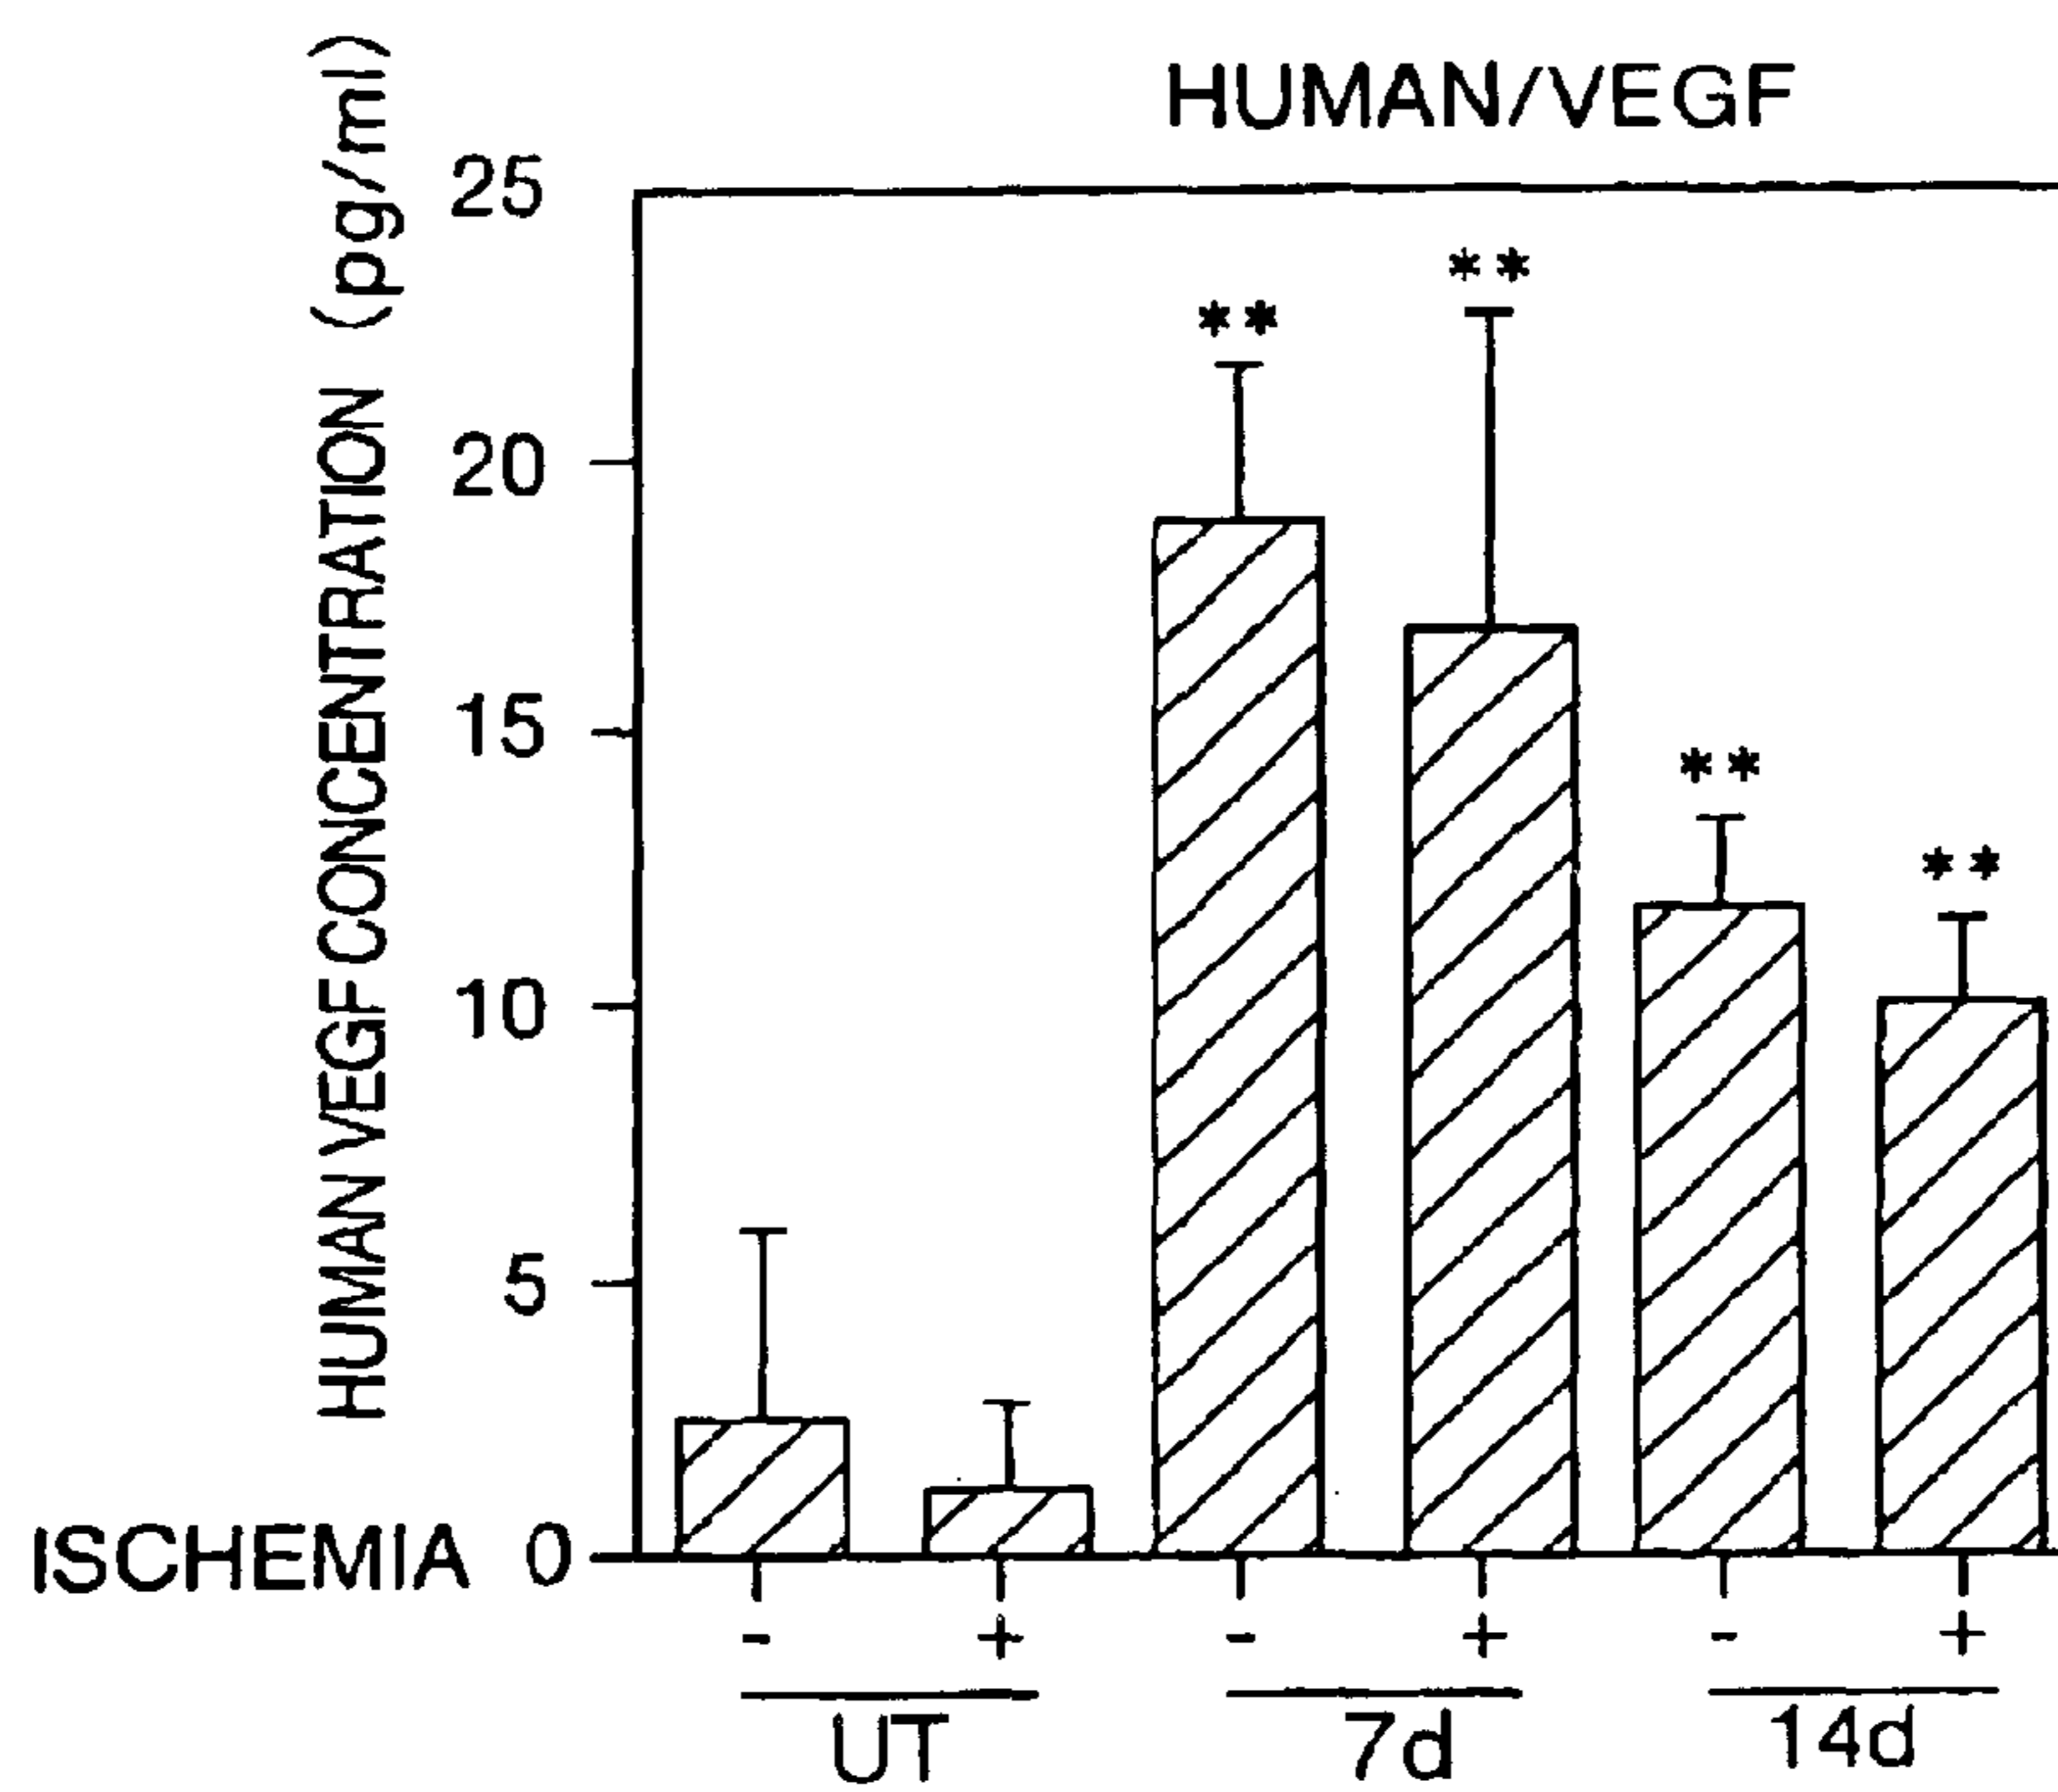 HUMAN/VEGF
HUMAN VEGF CONCENTRATION (pg/ml)
25
20
15
10
5
0
** ** ** **
ISCHEMIA
- + - + - +
UT 7d 14d